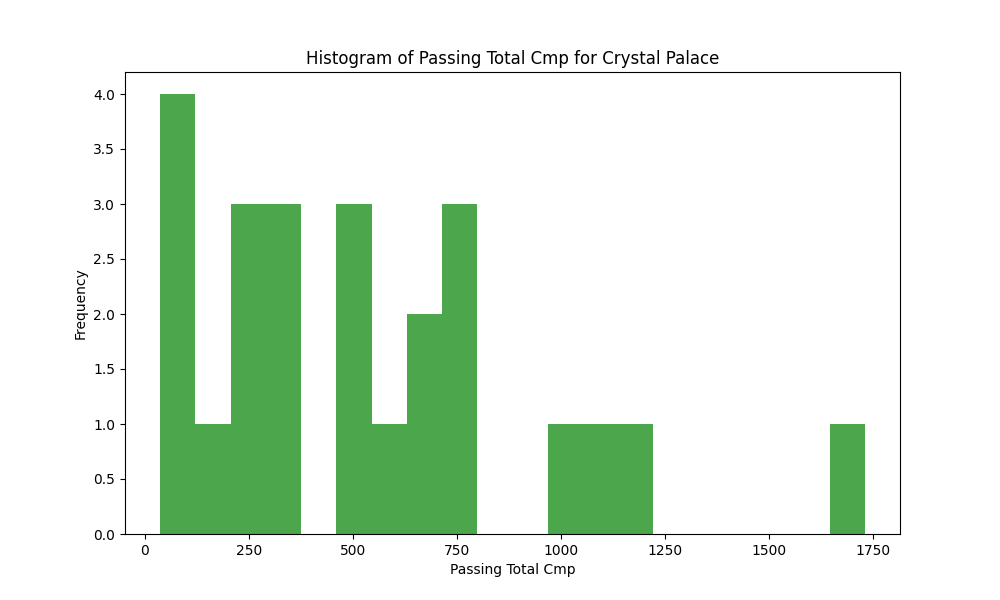 Histogram of Passing Total Cmp for Crystal Palace
4.0
3.5
3.0
2.5
2.0
1.5
1.0
0.5
0.0
Frequency
0 250 500 750 1000 1250 1500 1750
Passing Total Cmp